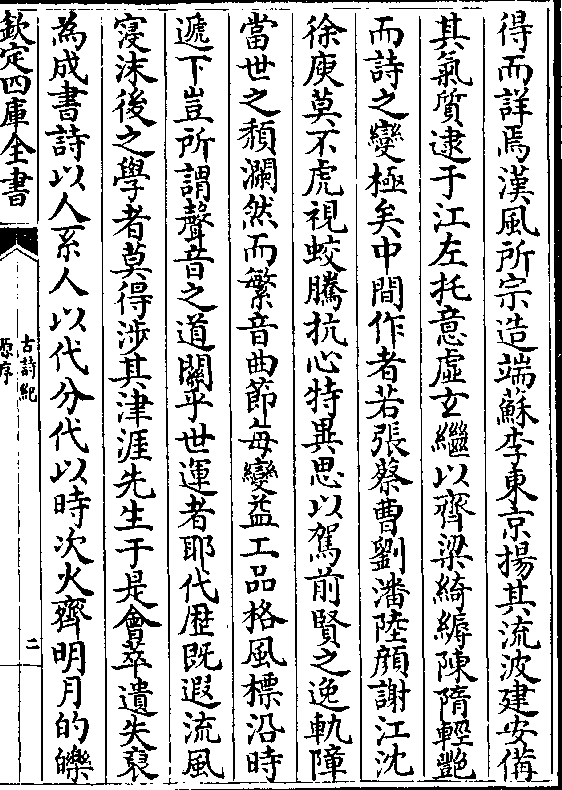 得而詳焉漢風所宗造端蘇李東京揚其流波建安備
其氣質逮于江左托意虛玄繼以齊梁綺縟陳隋輕豔
而詩之變極矣中間作者若張蔡曹劉潘陸顔謝江沈
徐庾莫不虎視蛟騰抗心特異思以駕前賢之逸軌障
當世之頽瀾然而繁音曲節每變益工品格風標沿時
遞下豈所謂聲音之道關乎世運者耶代歴既遐流風
寖沬後之學者莫得涉其津涯先生于是會萃遺失裒
為成書詩以人系人以代分代以時次火齊明月的皪
欽定四庫全書
古詩紀
原序
二